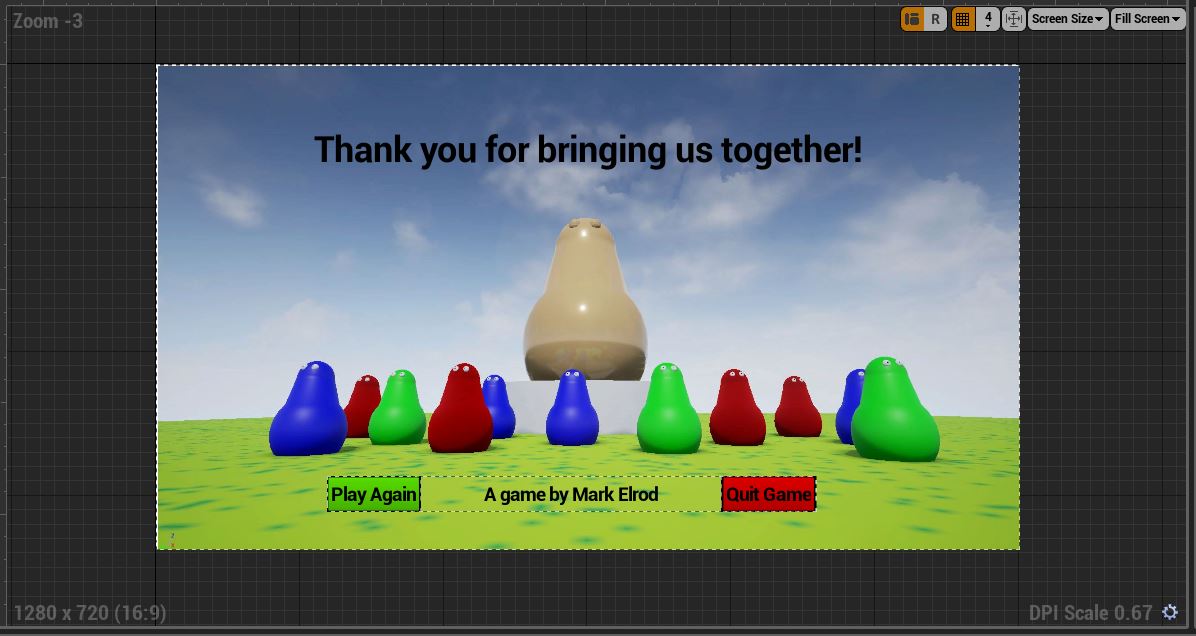 Zoom -3
R
4
Screen Size
Fill Screen
Thank you for bringing us together!
Play Again
A game by Mark Elrod
Quit Game
1280 x 720 (16:9)
DPI Scale 0.67